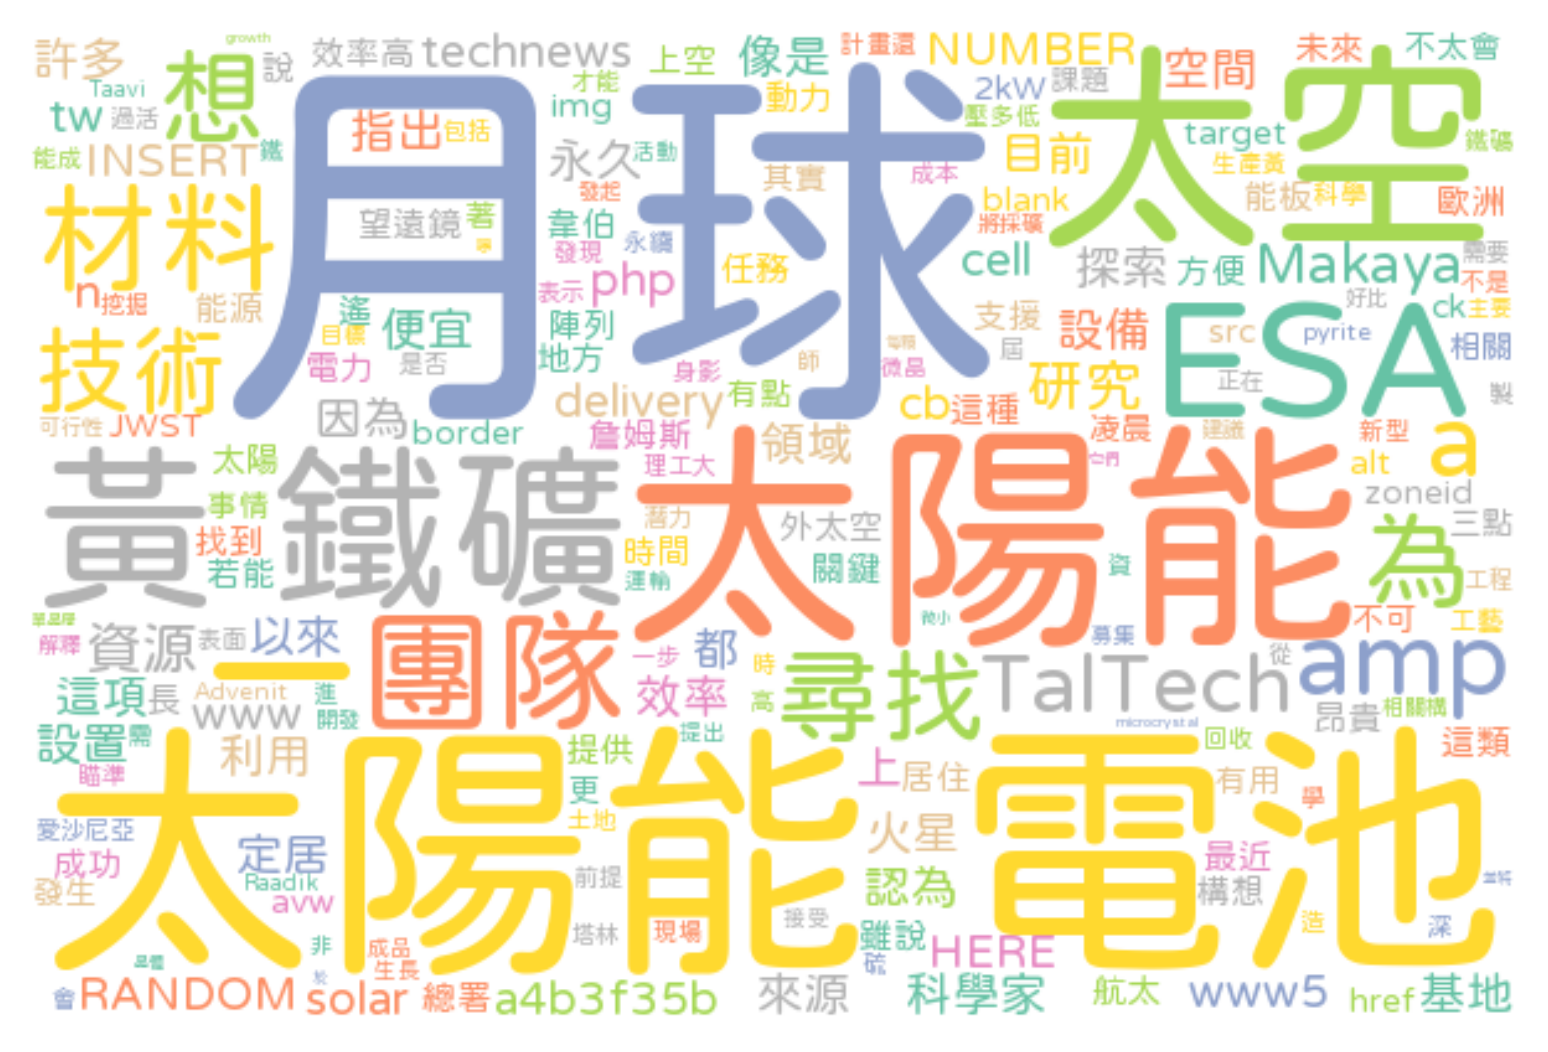 growth
許多
Taavi
tw
過活
想
說
能成
INSERT
鐵
效率高
technews
上空
像是
計畫還
NUMBER
空間
未來
不太會
才能
img
動力
2kW
課題
壓多低
月球
太空
指出
包括
永久
活動
其實
成本
目前
target
生產黃
鐵礦
材料
望遠鏡
著
發起
韋伯
發現
永續
任務
blank
將採礦
能板
科學
歐洲
n
挖掘
能源
遙
便宜
表示
php
cell
探索
方便
Makaya
需要
不是
好比
ck
主要
技術
目標
電力
是否
陣列
地方
身影
師
每顆
微晶
支援
屆
設備
ESA
src
pyrite
相關
正在
製
可行性
JWST
因為
border
delivery
有點
詹姆斯
領域
cb
這種
研究
凌晨
建議
新型
alt
a
黃鐵礦
太陽
事情
找到
若能
理工大
潛力
時間
運輸
外太空
關鍵
太陽能
它們
資
zoneid
三點
為
工程
不可
工藝
解釋
資源
表面
以來
一
團隊
一步
都
時
效率
高
微小
募集
尋找
TalTech
從
amp
這項
長
Advenit
www
進
開發
提出
microcrystal
昂貴
相關構
設置
需
瞄準
利用
提供
更
土地
上
居住
回收
有用
這類
太陽能
電池
學
愛沙尼亞
成功
發生
定居
Raadik
avw
前提
塔林
現場
接受
火星
認為
雖說
硫
最近
構想
造
深
非
成品
生長
HERE
會
RANDOM
solar
總署
a4b3f35b
來源
科學家
航太
www5
href
基地